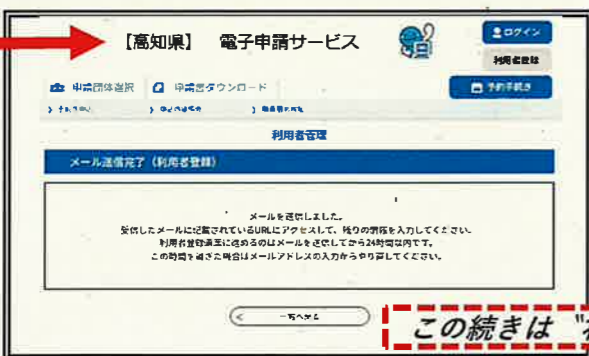 【高知県】 電子申請サービス
ログイン
利用者登録
申請団体選択 申請書ダウンロード
予約手続き
利用者管理
メール送信完了（利用者登録）
メールを送信しました。
受信したメールに記載されているURLにアクセスして、残りの情報を入力してください。
利用者登録画面に進めるのはメールを送信してから24時間以内です。
この時間を過ぎた場合はメールアドレスの入力からやり直してください。
この続きは